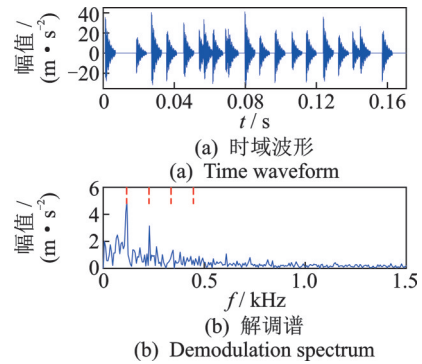 幅值 /
(m • s⁻²)
40
20
0
−20
0
0.04
0.08
0.12
0.16
t / s
(a) 时域波形
(a) Time waveform
幅值 /
(m • s⁻²)
6
4
2
0
0
0.5
1.0
1.5
f / kHz
(b) 解调谱
(b) Demodulation spectrum